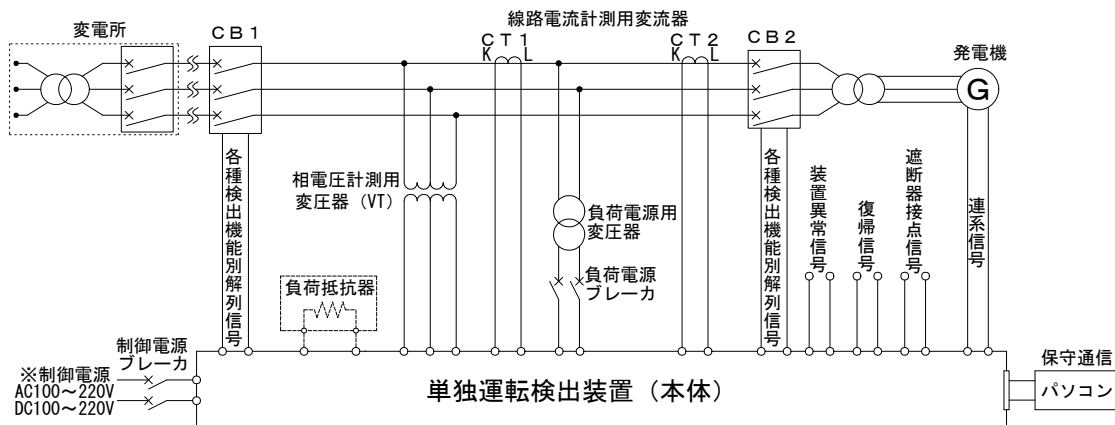 線路電流計測用変流器
変電所
CB1
CT1
K
L
CT2
K
L
CB2
発電機
G
各種検出機能別解列信号
相電圧計測用
変圧器（VT）
負荷電源用
変圧器
負荷電源
ブレーカ
負荷抵抗器
各種検出機能別解列信号
装置異常信号
復帰信号
遮断器接点信号
連系信号
制御電源
ブレーカ
※制御電源
AC100～220V
DC100～220V
単独運転検出装置（本体）
保守通信
パソコン